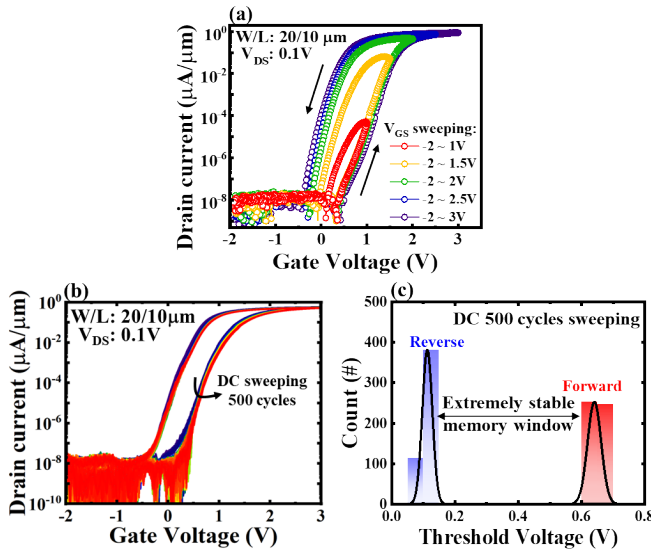 (a)
W/L: 20/10 μm
V_DS: 0.1V
Drain current (μA/μm)
10^0
10^-2
10^-4
10^-6
10^-8
V_GS sweeping:
-2 ~ 1V
-2 ~ 1.5V
-2 ~ 2V
-2 ~ 2.5V
-2 ~ 3V
-2 -1 0 1 2 3
Gate Voltage (V)
(b)
W/L: 20/10μm
V_DS: 0.1V
Drain current (μA/μm)
10^0
10^-2
10^-4
10^-6
10^-8
10^-10
DC sweeping
500 cycles
-2 -1 0 1 2 3
Gate Voltage (V)
(c)
DC 500 cycles sweeping
Count (#)
500
400
300
200
100
0
Reverse
Forward
Extremely stable
memory window
0.0 0.2 0.4 0.6 0.8
Threshold Voltage (V)